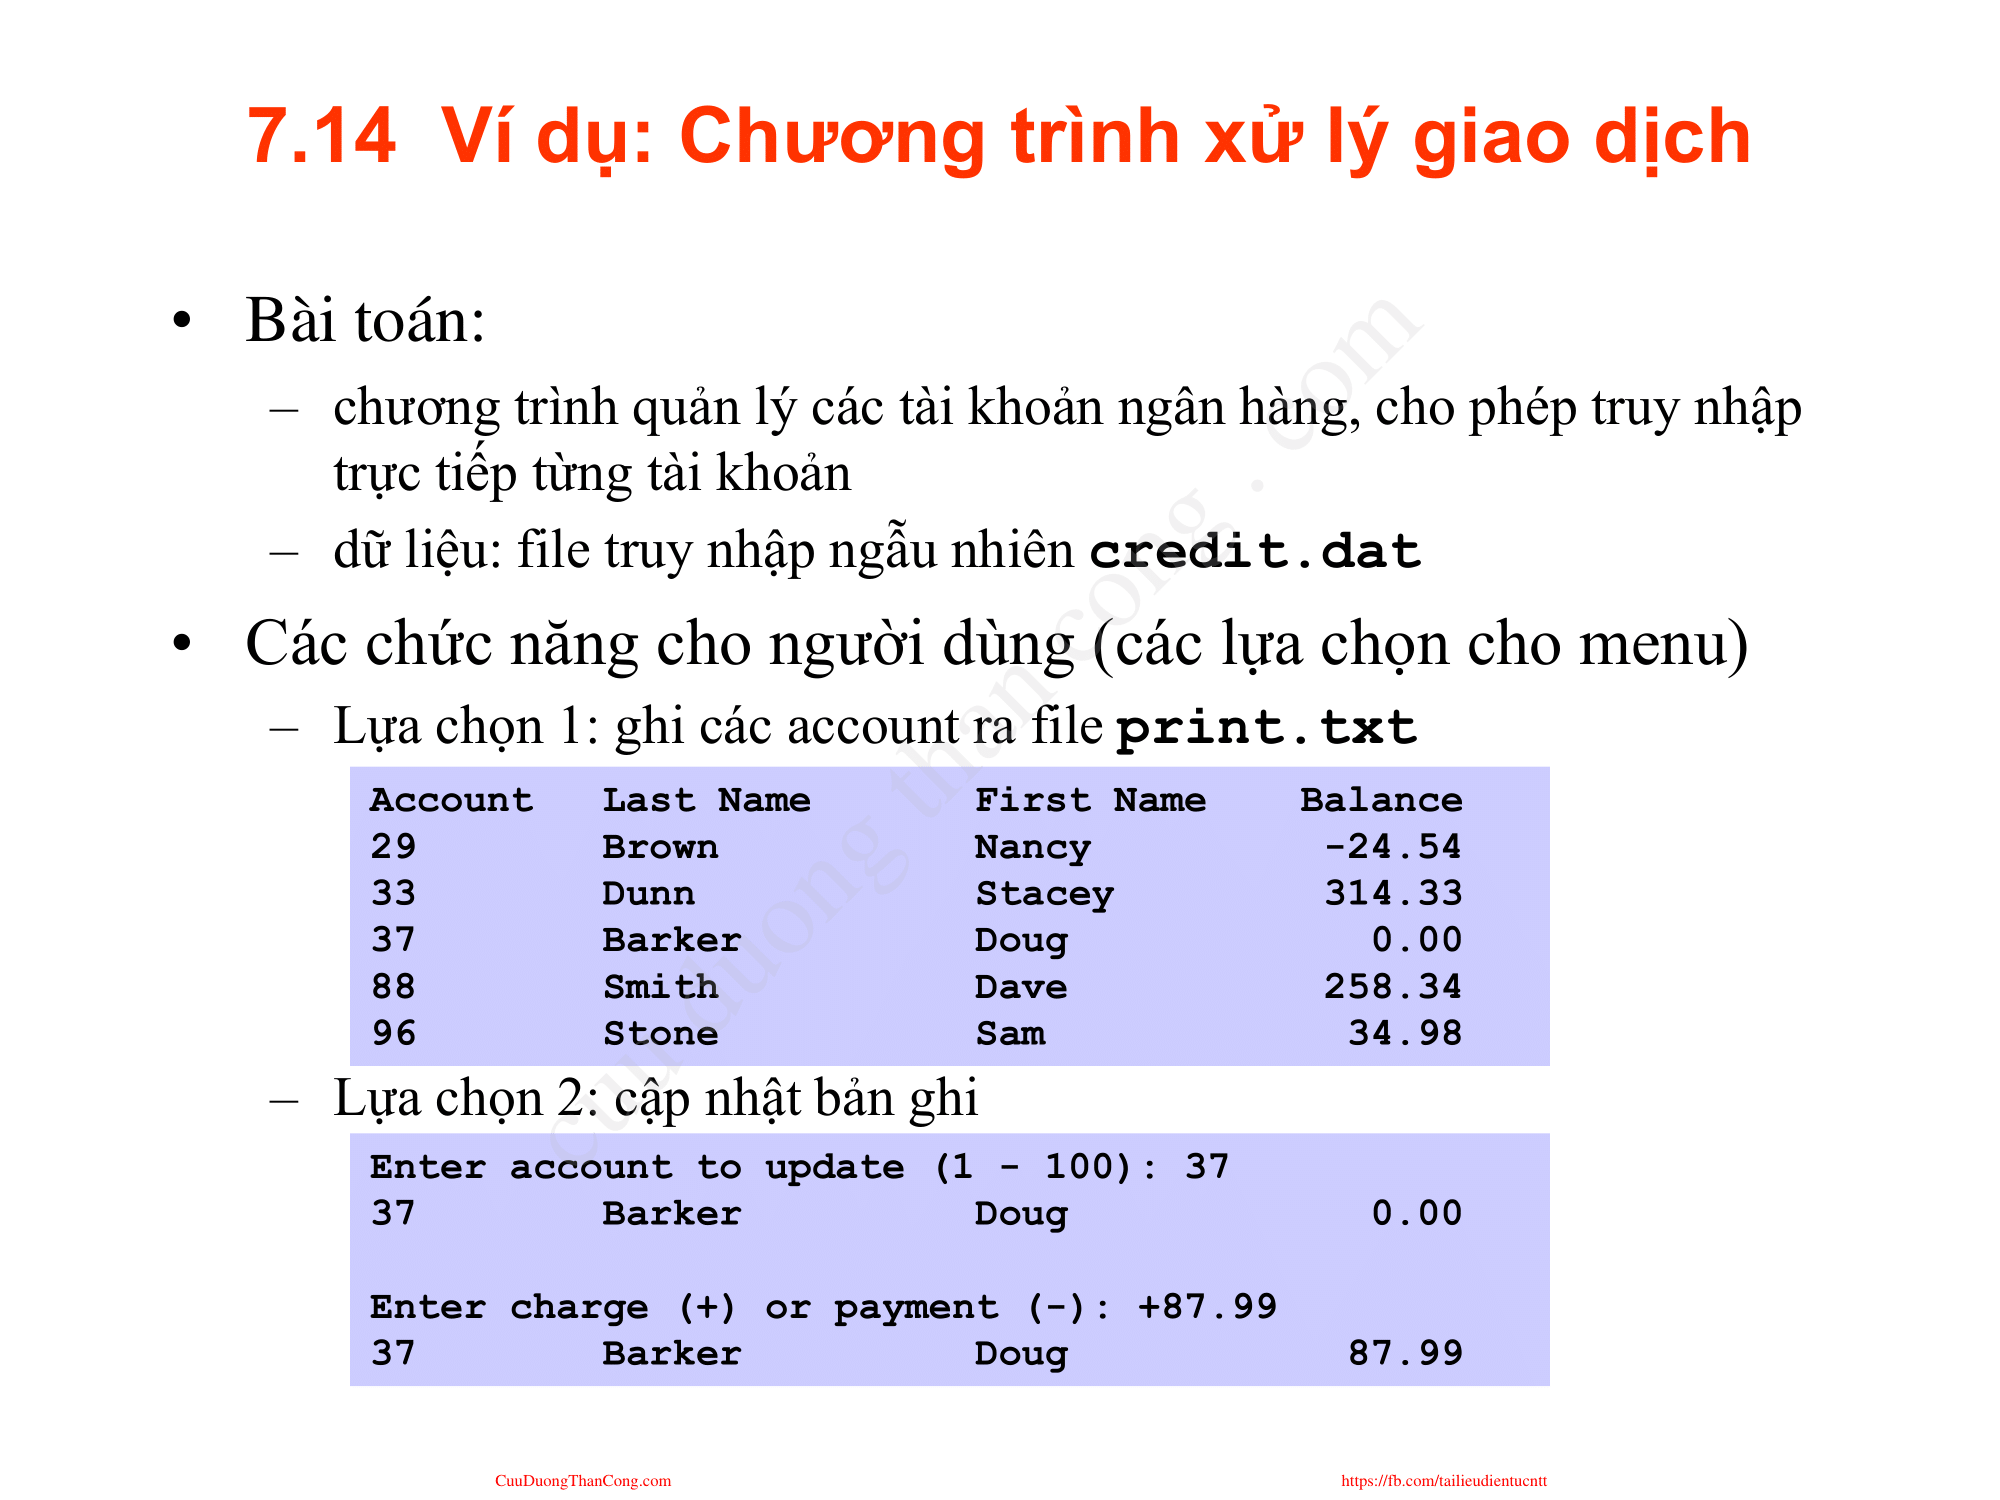 7.14 Ví dụ: Chương trình xử lý giao dịch
• Bài toán:
– chương trình quản lý các tài khoản ngân hàng, cho phép truy nhập
trực tiếp từng tài khoản
– dữ liệu: file truy nhập ngẫu nhiên credit.dat
• Các chức năng cho người dùng (các lựa chọn cho menu)
– Lựa chọn 1: ghi các account ra file print.txt
Account Last Name First Name Balance
29 Brown Nancy -24.54
33 Dunn Stacey 314.33
37 Barker Doug 0.00
88 Smith Dave 258.34
96 Stone Sam 34.98
– Lựa chọn 2: cập nhật bản ghi
Enter account to update (1 - 100): 37
37 Barker Doug 0.00
Enter charge (+) or payment (-): +87.99
37 Barker Doug 87.99
cuu duong than cong . com
CuuDuongThanCong.com https://fb.com/tailieudientucntt